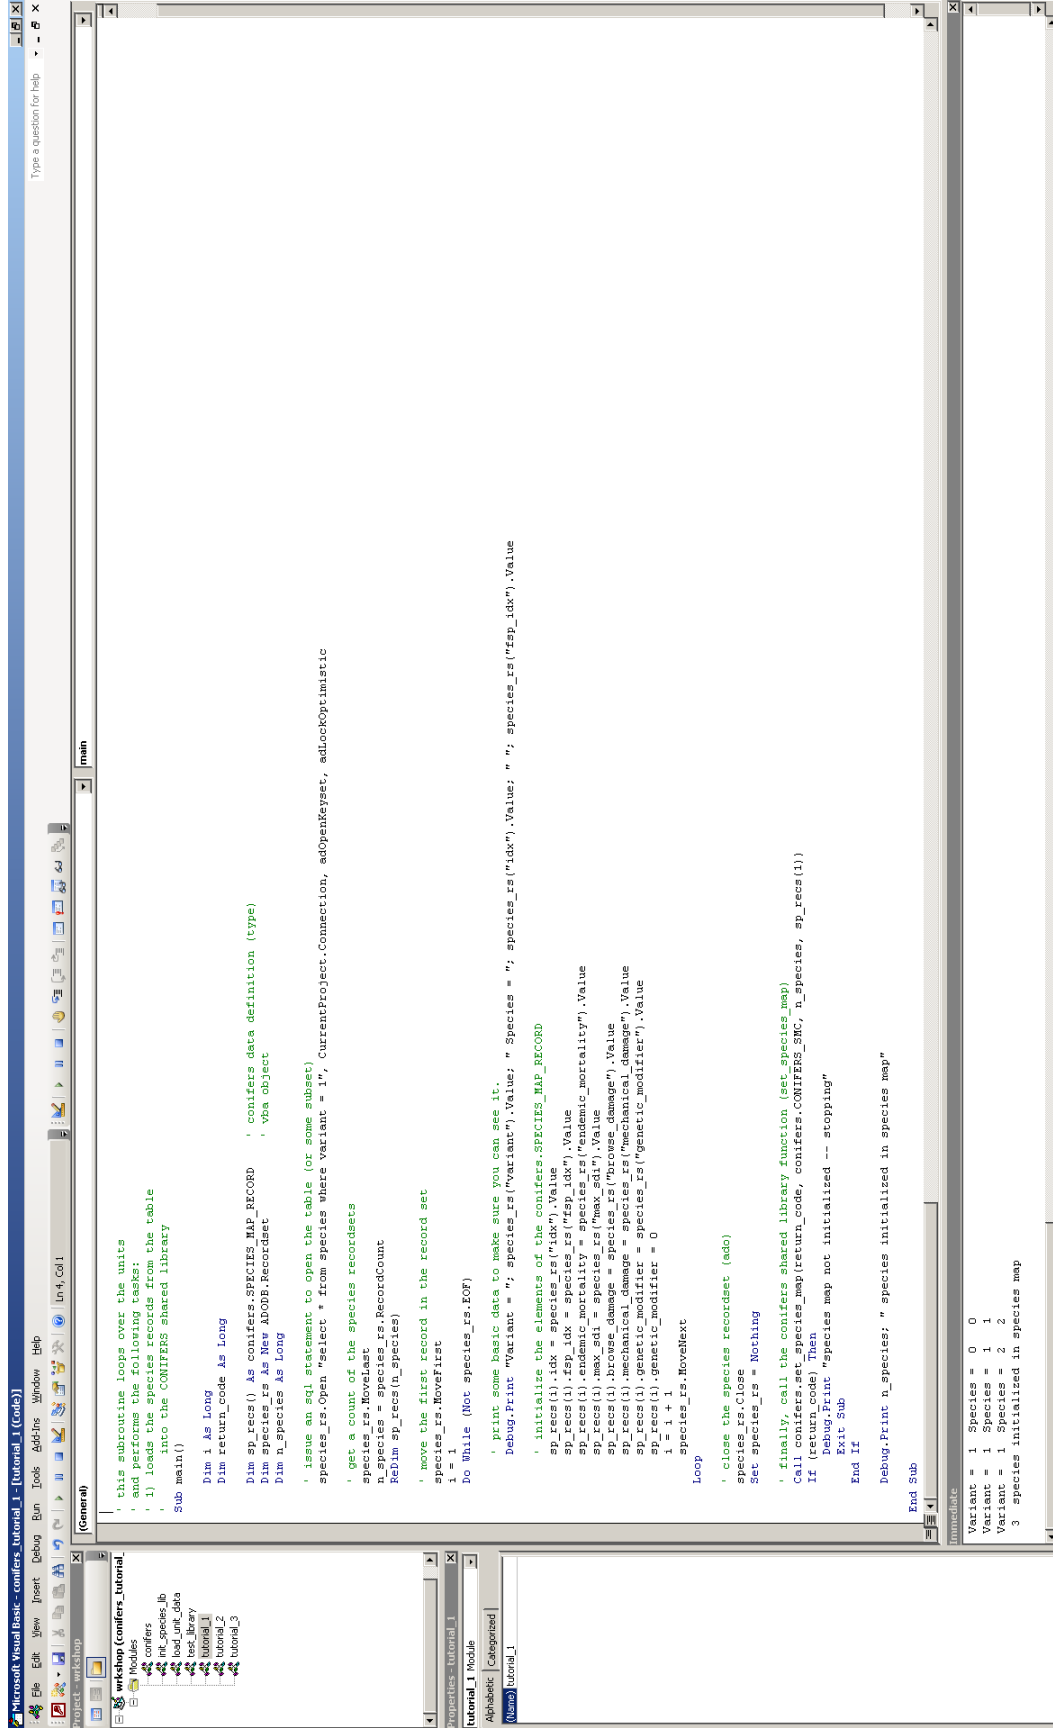 Microsoft Visual Basic - conifers_tutorial_1 - [tutorial_1 (Code)]
File Edit View Insert Debug Run Tools Add-Ins Window Help
Type a question for help
Ln 4, Col 1
Project - wrkshop
wrkshop (conifers_tutorial_
Modules
conifers
init_species_lib
load_unit_data
test_library
tutorial_1
tutorial_2
tutorial_3
Properties - tutorial_1
tutorial_1 Module
Alphabetic Categorized
(Name) tutorial_1
(General)
main
' this subroutine loops over the units
' and performs the following tasks:
' 1) loads the species records from the table
' into the CONIFERS shared library
Sub main()
Dim i As Long
Dim return_code As Long
Dim sp_recs() As conifers.SPECIES_MAP_RECORD ' conifers data definition (type)
Dim species_rs As New ADODB.Recordset ' vba object
Dim n_species As Long
' issue an sql statement to open the table (or some subset)
species_rs.Open "select * from species where variant = 1", CurrentProject.Connection, adOpenKeyset, adLockOptimistic
' get a count of the species recordsets
species_rs.MoveLast
n_species = species_rs.RecordCount
ReDim sp_recs(n_species)
' move the first record in the record set
species_rs.MoveFirst
i = 1
Do While (Not species_rs.EOF)
' print some basic data to make sure you can see it.
Debug.Print "Variant = "; species_rs("variant").Value; " Species = "; species_rs("idx").Value; " "; species_rs("fsp_idx").Value
' initialize the elements of the conifers.SPECIES_MAP_RECORD
sp_recs(i).idx = species_rs("idx").Value
sp_recs(i).fsp_idx = species_rs("fsp_idx").Value
sp_recs(i).endemic_mortality = species_rs("endemic_mortality").Value
sp_recs(i).max_sdi = species_rs("max_sdi").Value
sp_recs(i).browse_damage = species_rs("browse_damage").Value
sp_recs(i).mechanical_damage = species_rs("mechanical_damage").Value
sp_recs(i).genetic_modifier = species_rs("genetic_modifier").Value
sp_recs(i).genetic_modifier = 0
i = i + 1
species_rs.MoveNext
Loop
' close the species recordset (ado)
species_rs.Close
Set species_rs = Nothing
' finally, call the conifers shared library function (set_species_map)
Call conifers.set_species_map(return_code, conifers.CONIFERS_SMC, n_species, sp_recs(1))
If (return_code) Then
Debug.Print "species map not initialized -- stopping"
Exit Sub
End If
Debug.Print n_species; " species initialized in species map"
End Sub
Immediate
Variant = 1 Species = 0 0
Variant = 1 Species = 1 1
Variant = 1 Species = 2 2
3 species initialized in species map